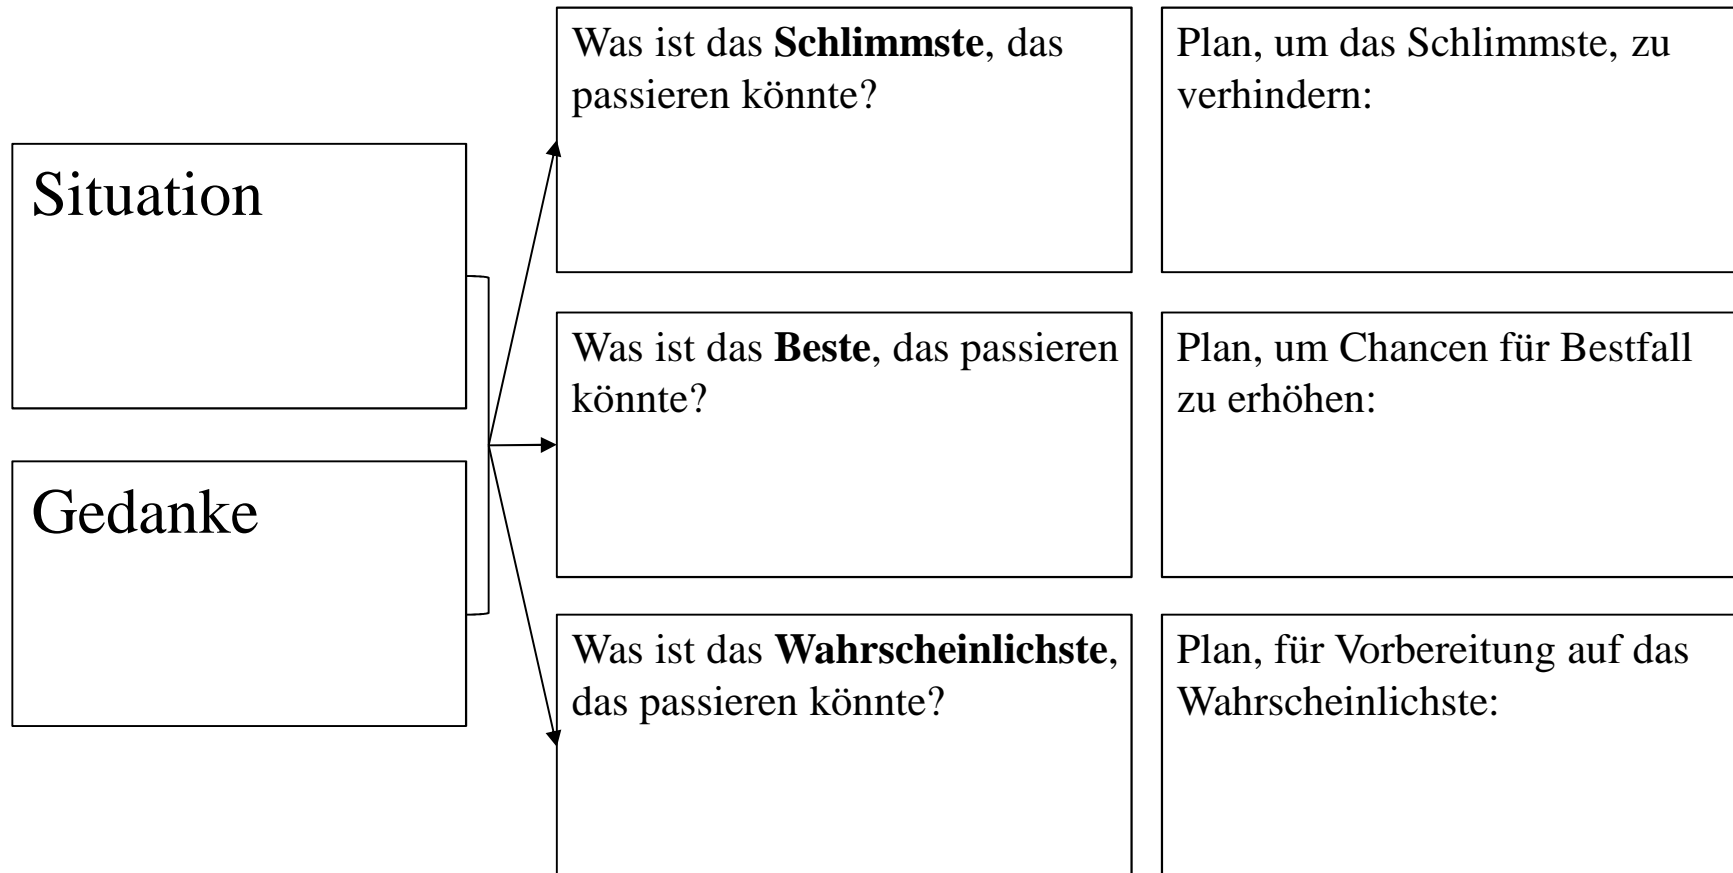 Situation
Gedanke
Was ist das Schlimmste, das
passieren könnte?
Plan, um das Schlimmste, zu
verhindern:
Was ist das Beste, das passieren
könnte?
Plan, um Chancen für Bestfall
zu erhöhen:
Was ist das Wahrscheinlichste,
das passieren könnte?
Plan, für Vorbereitung auf das
Wahrscheinlichste: